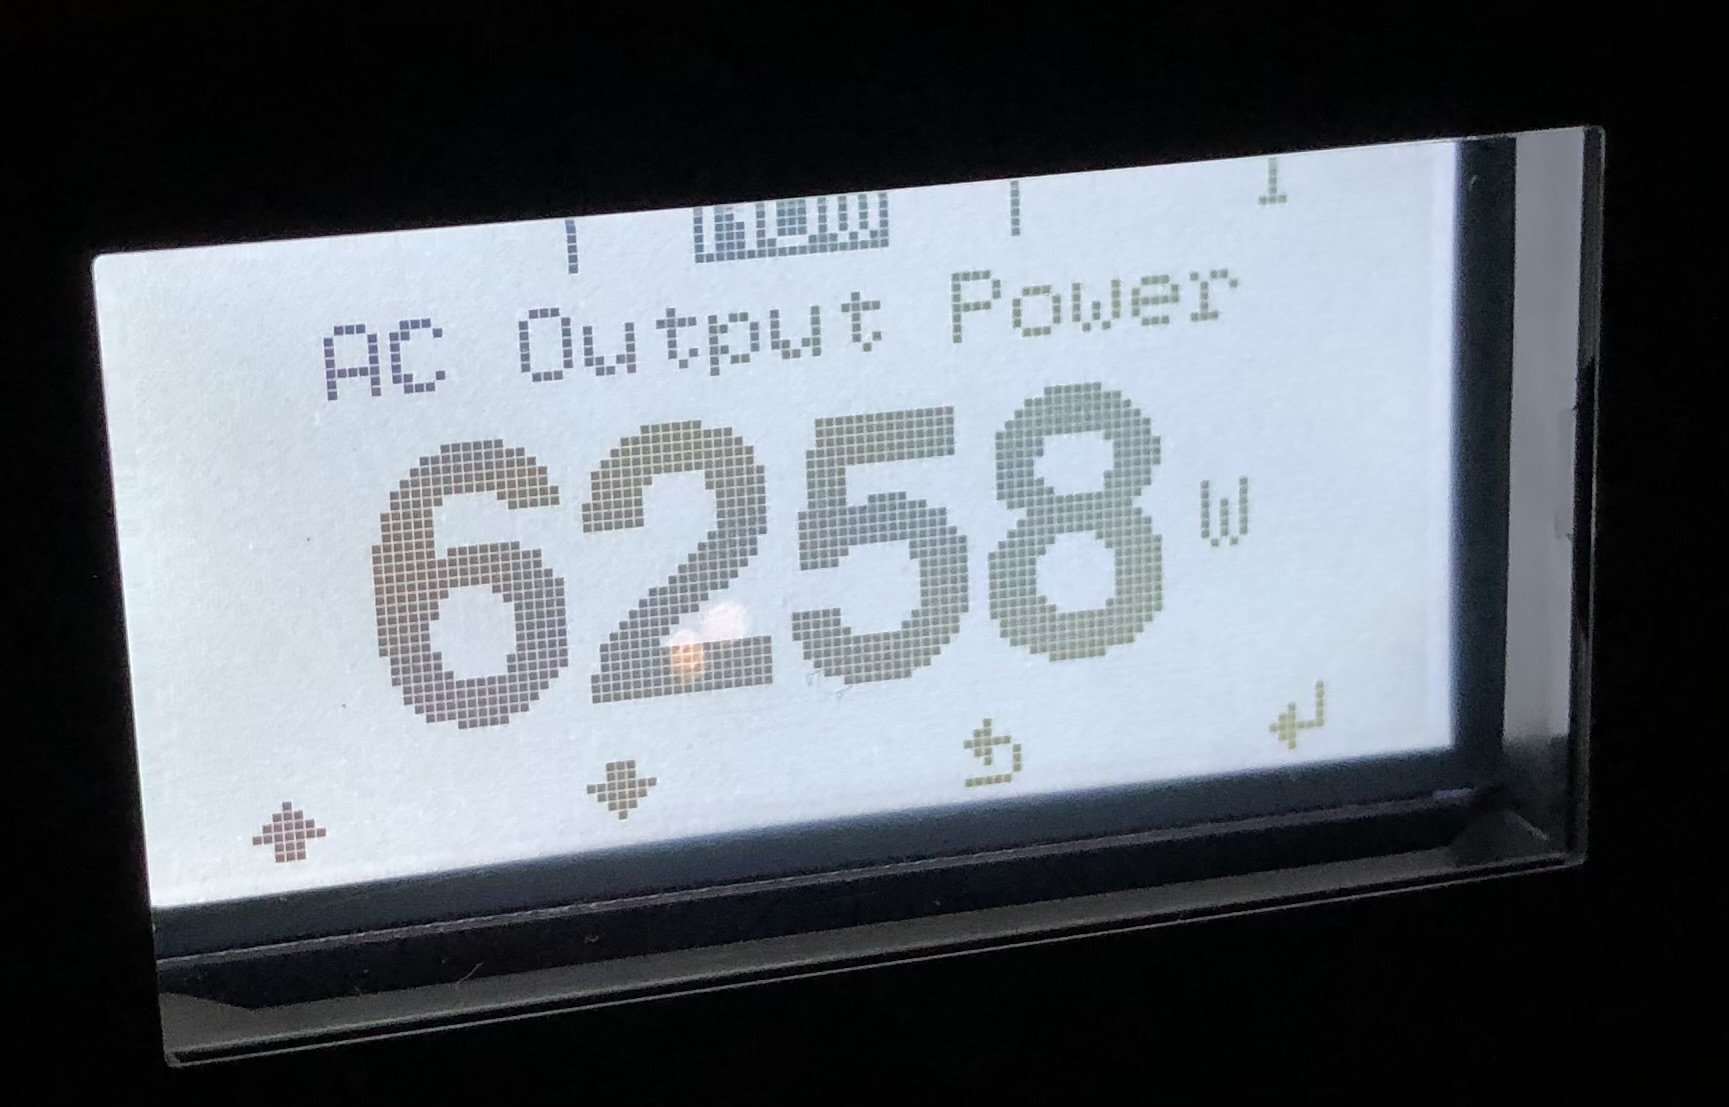 AC Output Power
6258 W